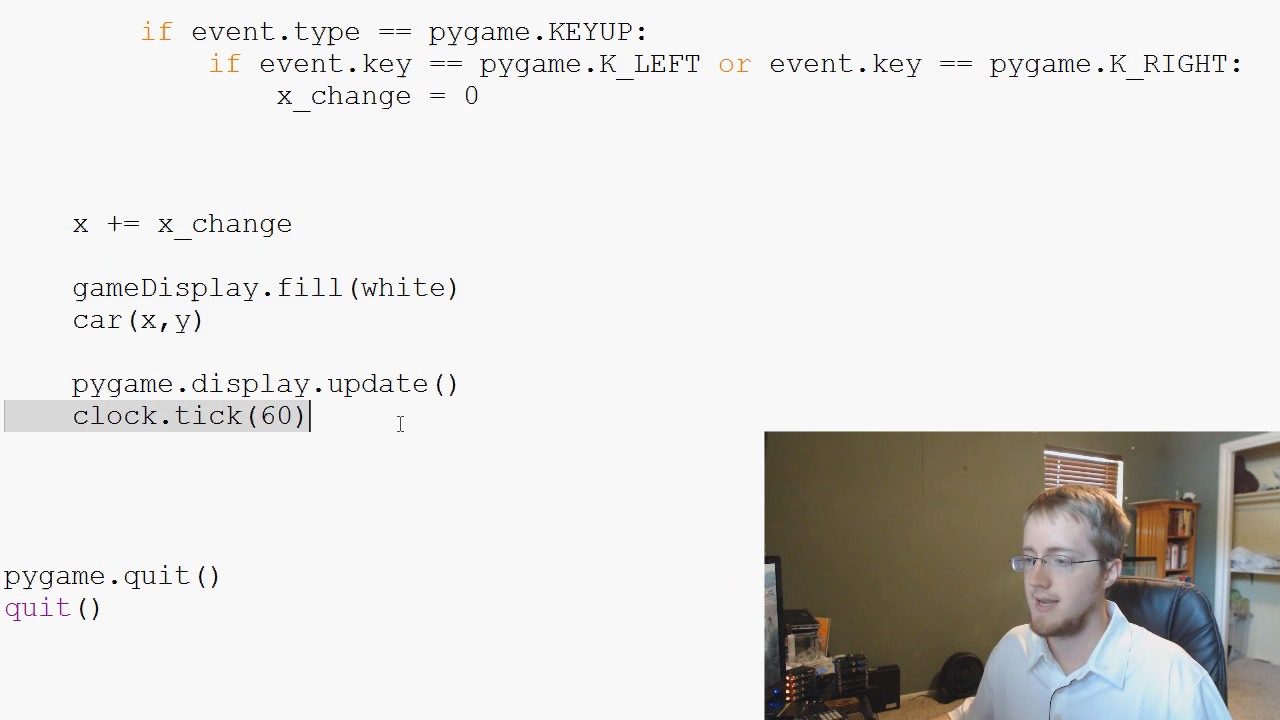 if event.type == pygame.KEYUP:
if event.key == pygame.K_LEFT or event.key == pygame.K_RIGHT:
x_change = 0
x += x_change
gameDisplay.fill(white)
car(x,y)
pygame.display.update()
clock.tick(60)
pygame.quit()
quit()